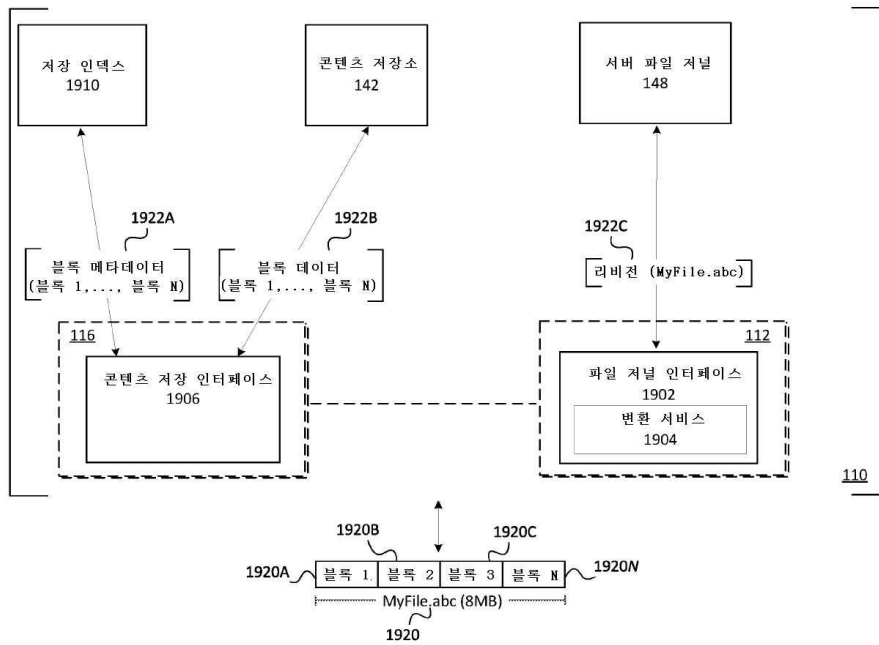 저장 인덱스
1910
콘텐츠 저장소
142
서버 파일 저널
148
1922A
1922B
1922C
블록 메타데이터
(블록 1,..., 블록 N)
블록 데이터
(블록 1,..., 블록 N)
리비전 (MyFile.abc)
116
콘텐츠 저장 인터페이스
1906
112
파일 저널 인터페이스
1902
변환 서비스
1904
110
1920B
1920C
1920A
블록 1
블록 2
블록 3
블록 N
1920N
MyFile.abc (8MB)
1920